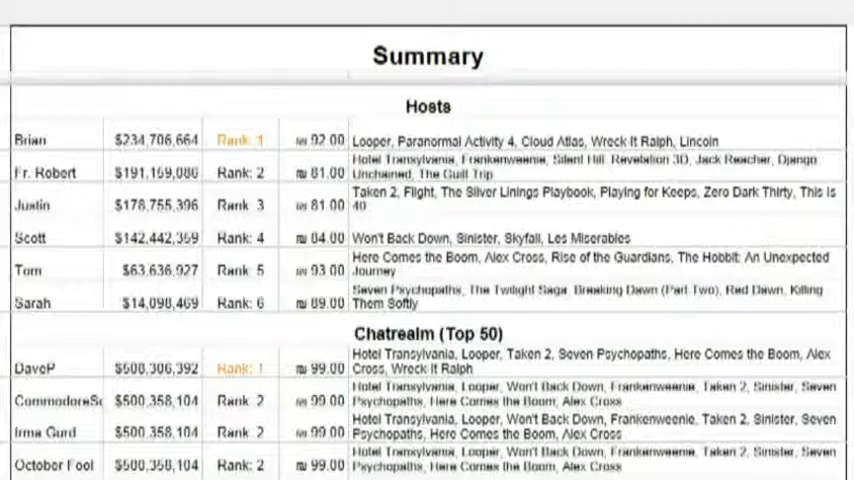 Summary
Hosts
Brian $234,706,664 Rank: 1 ₪ 92.00 Looper, Paranormal Activity 4, Cloud Atlas, Wreck It Ralph, Lincoln
Fr. Robert $191,159,086 Rank: 2 ₪ 81.00 Hotel Transylvania, Frankenweenie, Silent Hill: Revelation 3D, Jack Reacher, Django
Unchained, The Guilt Trip
Justin $178,755,396 Rank: 3 ₪ 81.00 Taken 2, Flight, The Silver Linings Playbook, Playing for Keeps, Zero Dark Thirty, This Is
40
Scott $142,442,359 Rank: 4 ₪ 84.00 Won't Back Down, Sinister, Skyfall, Les Miserables
Tom $63,636,927 Rank: 5 ₪ 93.00 Here Comes the Boom, Alex Cross, Rise of the Guardians, The Hobbit: An Unexpected
Journey
Sarah $14,098,469 Rank: 6 ₪ 89.00 Seven Psychopaths, The Twilight Saga: Breaking Dawn (Part Two), Red Dawn, Killing
Them Softly
Chatrealm (Top 50)
DaveP $508,306,392 Rank: 1 ₪ 99.00 Hotel Transylvania, Looper, Taken 2, Seven Psychopaths, Here Comes the Boom, Alex
Cross, Wreck It Ralph
CommodoreSc $500,358,104 Rank: 2 ₪ 99.00 Hotel Transylvania, Looper, Won't Back Down, Frankenweenie, Taken 2, Sinister, Seven
Psychopaths, Here Comes the Boom, Alex Cross
Irma Gurd $500,358,104 Rank: 2 ₪ 99.00 Hotel Transylvania, Looper, Won't Back Down, Frankenweenie, Taken 2, Sinister, Seven
Psychopaths, Here Comes the Boom, Alex Cross
October Fool $500,358,104 Rank: 2 ₪ 99.00 Hotel Transylvania, Looper, Won't Back Down, Frankenweenie, Taken 2, Sinister, Seven
Psychopaths, Here Comes the Boom, Alex Cross